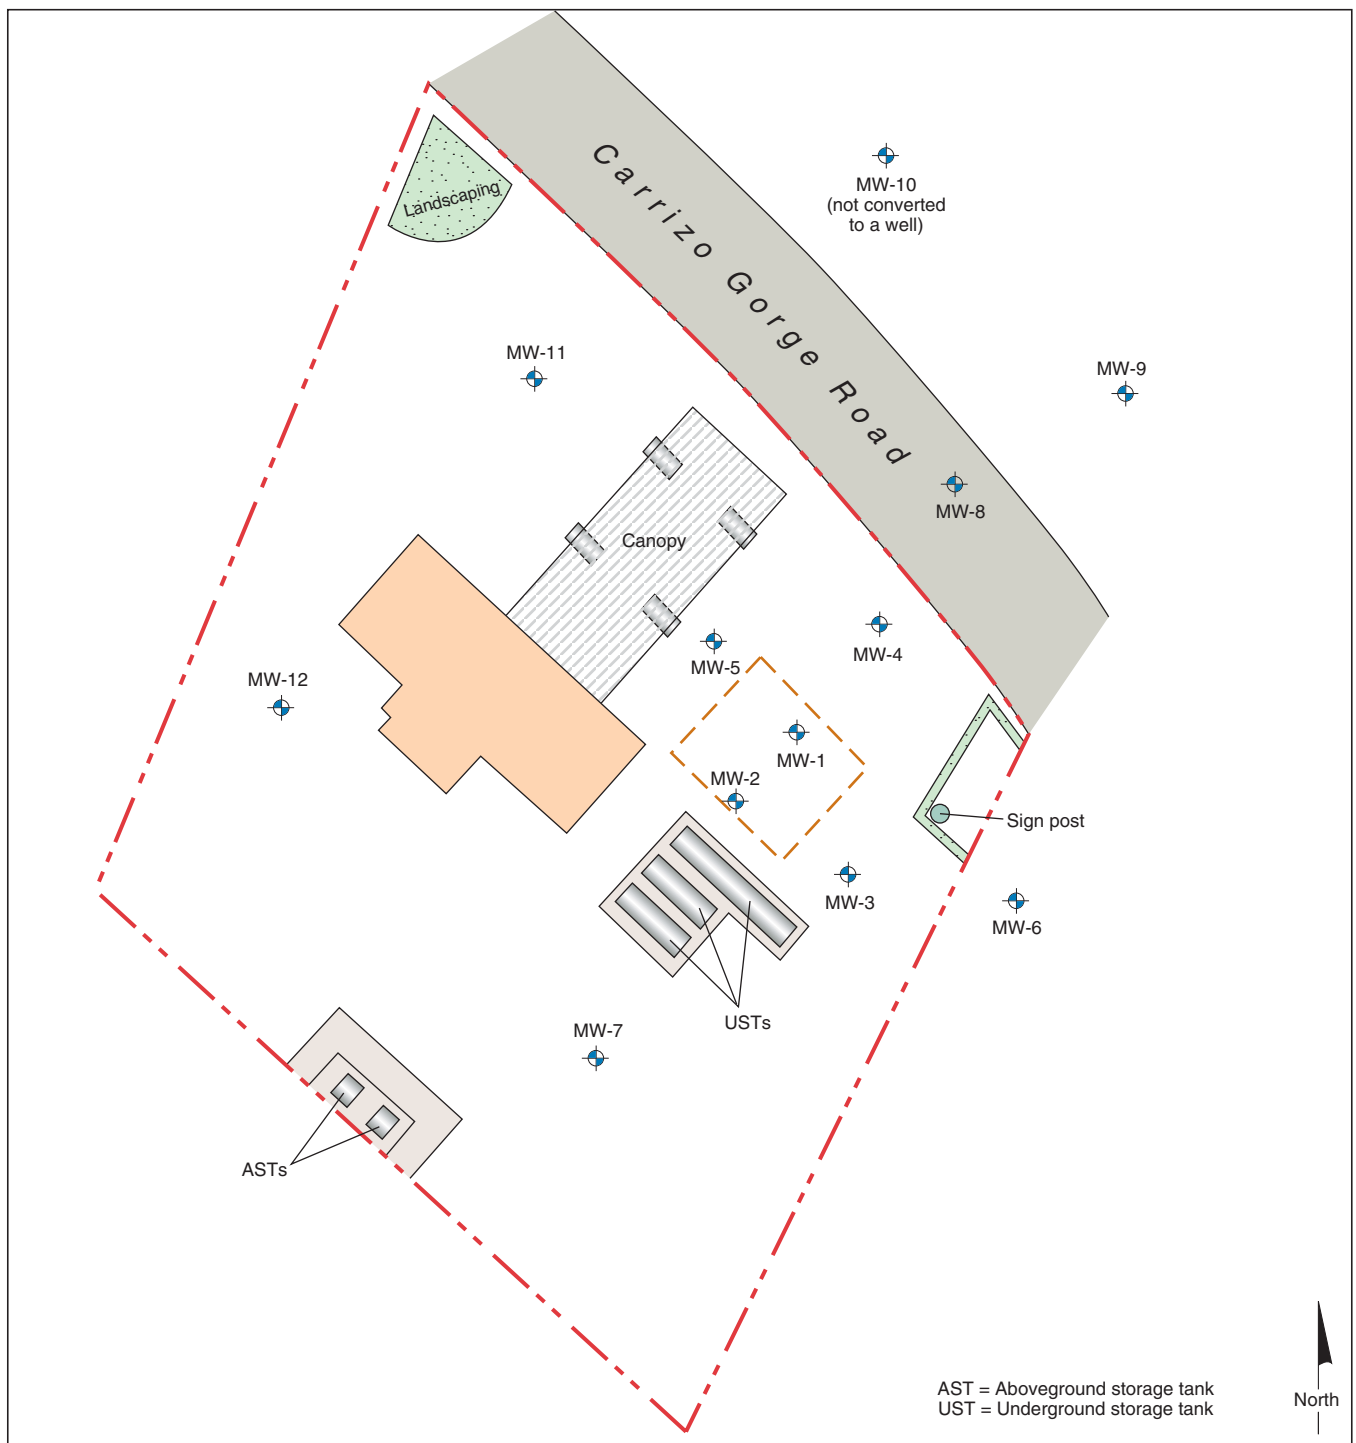 MW-10
(not converted
to a well)
Carrizo Gorge Road
Landscaping
MW-11
MW-9
MW-8
Canopy
MW-4
MW-5
MW-12
MW-1
MW-2
Sign post
MW-3
MW-6
USTs
MW-7
ASTs
AST = Aboveground storage tank
UST = Underground storage tank
North